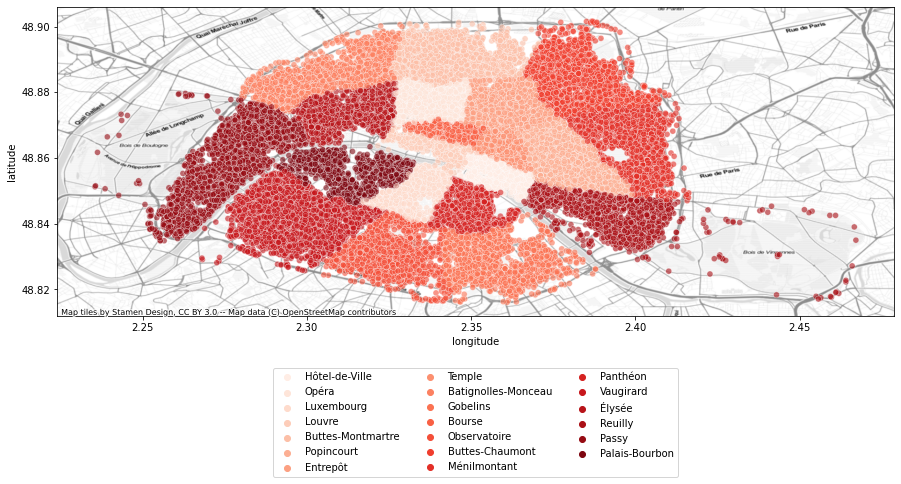 de Pantin
Quai Maréchal Joffre
Rue de Paris
48.90
48.88
Quai Galliéni
Allée de Longchamp
Bois de Boulogne
48.86
Rue de Paris
latitude
48.84
Bois de Vincennes
48.82
Map tiles by Stamen Design, CC BY 3.0 -- Map data (C) OpenStreetMap contributors
2.25 2.30 2.35 2.40 2.45
longitude
Hôtel-de-Ville
Opéra
Luxembourg
Louvre
Buttes-Montmartre
Popincourt
Entrepôt
Temple
Batignolles-Monceau
Gobelins
Bourse
Observatoire
Buttes-Chaumont
Ménilmontant
Panthéon
Vaugirard
Élysée
Reuilly
Passy
Palais-Bourbon